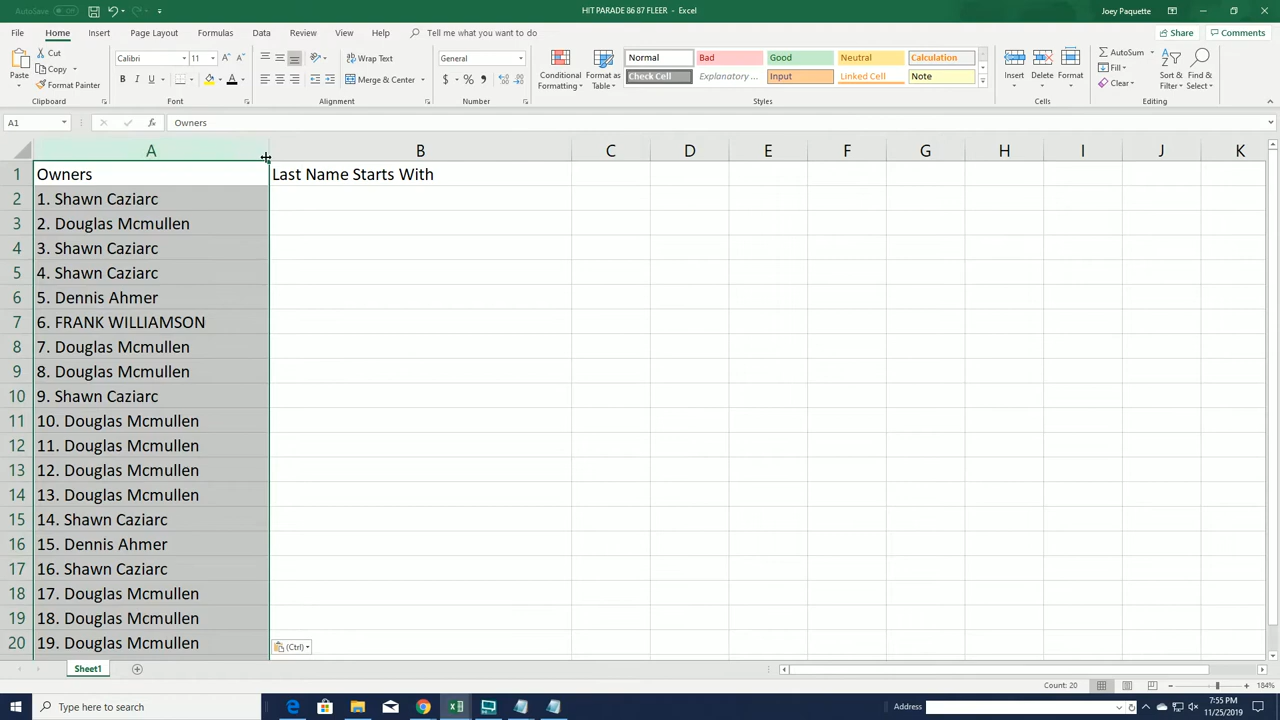 AutoSave Off
HIT PARADE 86 87 FLEER - Excel
Joey Paquette
File Home Insert Page Layout Formulas Data Review View Help Tell me what you want to do Share Comments
Paste Cut Copy Format Painter Clipboard
Calibri 11 B I U A Font
Wrap Text Merge & Center Alignment
General $ % Number
Conditional Formatting Format as Table
Normal Bad Good Neutral Calculation
Check Cell Explanatory ... Input Linked Cell Note
Styles
Insert Delete Format Cells
AutoSum Fill Clear Sort & Filter Find & Select Editing
A1 fx Owners
A B C D E F G H I J K
1 Owners Last Name Starts With
2 1. Shawn Caziarc
3 2. Douglas Mcmullen
4 3. Shawn Caziarc
5 4. Shawn Caziarc
6 5. Dennis Ahmer
7 6. FRANK WILLIAMSON
8 7. Douglas Mcmullen
9 8. Douglas Mcmullen
10 9. Shawn Caziarc
11 10. Douglas Mcmullen
12 11. Douglas Mcmullen
13 12. Douglas Mcmullen
14 13. Douglas Mcmullen
15 14. Shawn Caziarc
16 15. Dennis Ahmer
17 16. Shawn Caziarc
18 17. Douglas Mcmullen
19 18. Douglas Mcmullen
20 19. Douglas Mcmullen
(Ctrl)
Sheet1
Count: 20 184%
Type here to search
Address
7:55 PM
11/25/2019